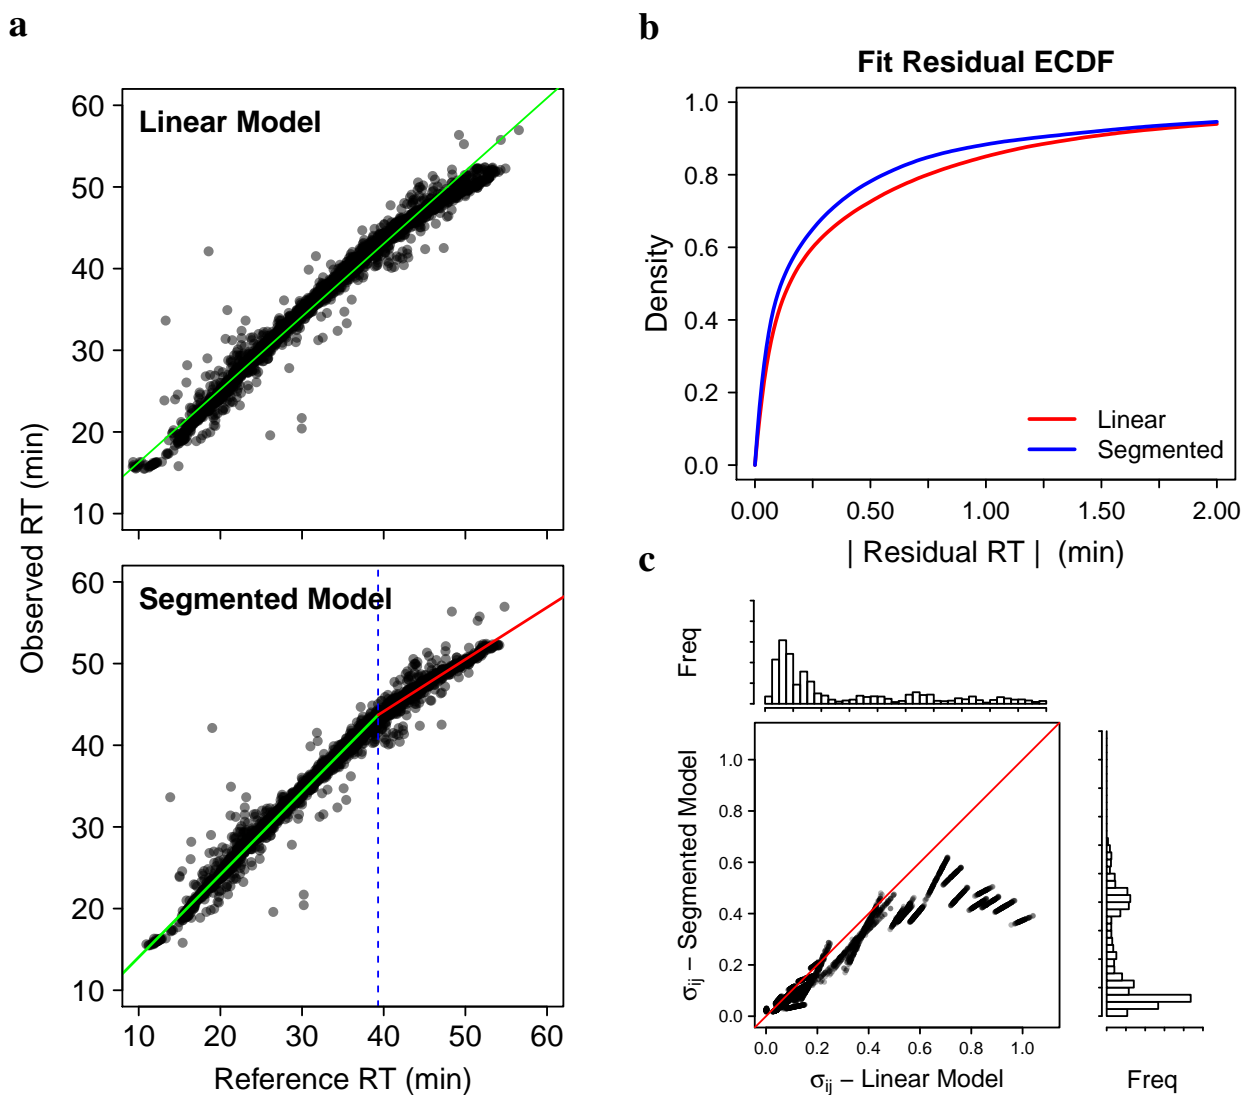 a
Linear Model
60
50
40
30
20
10
Observed RT (min)
Segmented Model
60
50
40
30
20
10
10 20 30 40 50 60
Reference RT (min)
b
Fit Residual ECDF
1.0
0.8
0.6
0.4
0.2
0.0
Density
Linear
Segmented
0.00 0.50 1.00 1.50 2.00
| Residual RT | (min)
c
Freq
1.0
0.8
0.6
0.4
0.2
0.0
σij – Segmented Model
0.0 0.2 0.4 0.6 0.8 1.0
σij – Linear Model
Freq